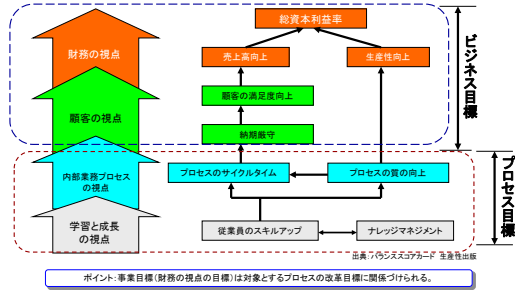 総資本利益率
財務の視点
売上高向上
生産性向上
ビジネス目標
顧客の満足度向上
顧客の視点
納期厳守
内部業務プロセス
の視点
プロセスのサイクルタイム
プロセスの質の向上
プロセス目標
学習と成長
の視点
従業員のスキルアップ
ナレッジマネジメント
出典：バランススコアカード 生産性出版
ポイント：事業目標（財務の視点の目標）は対象とするプロセスの改革目標に関係づけられる。